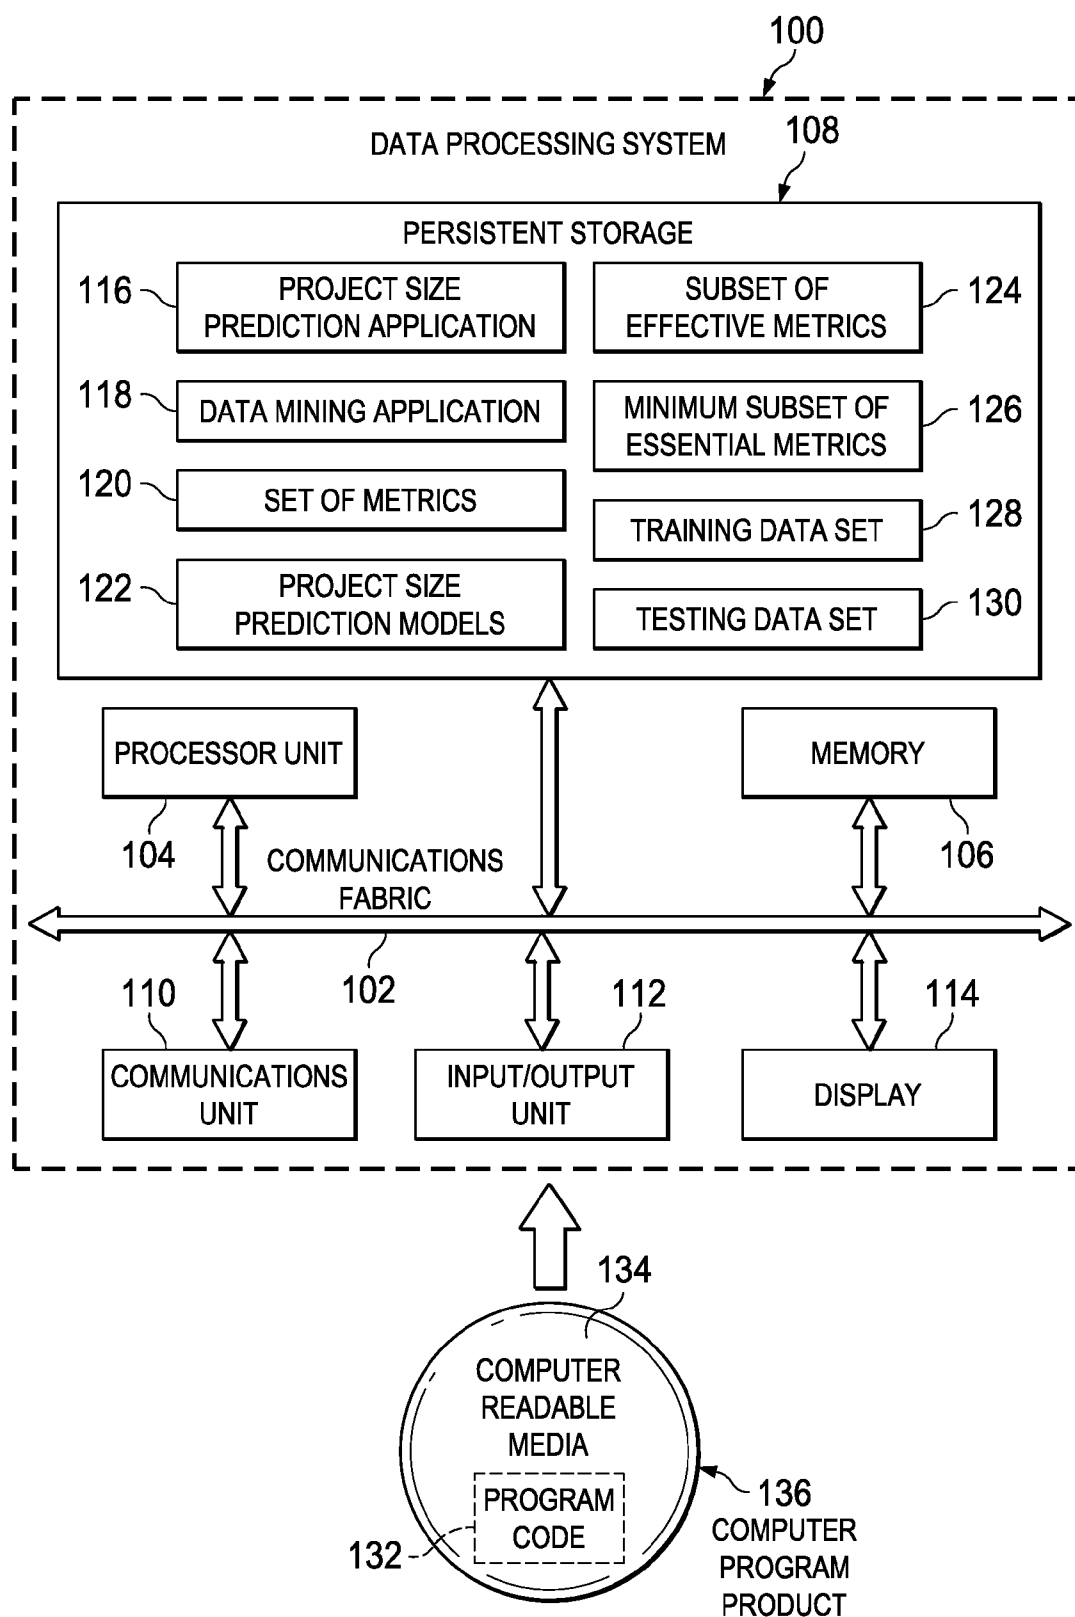 100
DATA PROCESSING SYSTEM
108
PERSISTENT STORAGE
116
PROJECT SIZE
PREDICTION APPLICATION
SUBSET OF
EFFECTIVE METRICS
124
118
DATA MINING APPLICATION
MINIMUM SUBSET OF
ESSENTIAL METRICS
126
120
SET OF METRICS
TRAINING DATA SET
128
122
PROJECT SIZE
PREDICTION MODELS
TESTING DATA SET
130
PROCESSOR UNIT
MEMORY
104
COMMUNICATIONS
FABRIC
106
110
102
112
114
COMMUNICATIONS
UNIT
INPUT/OUTPUT
UNIT
DISPLAY
134
COMPUTER
READABLE
MEDIA
PROGRAM
CODE
132
136
COMPUTER
PROGRAM
PRODUCT